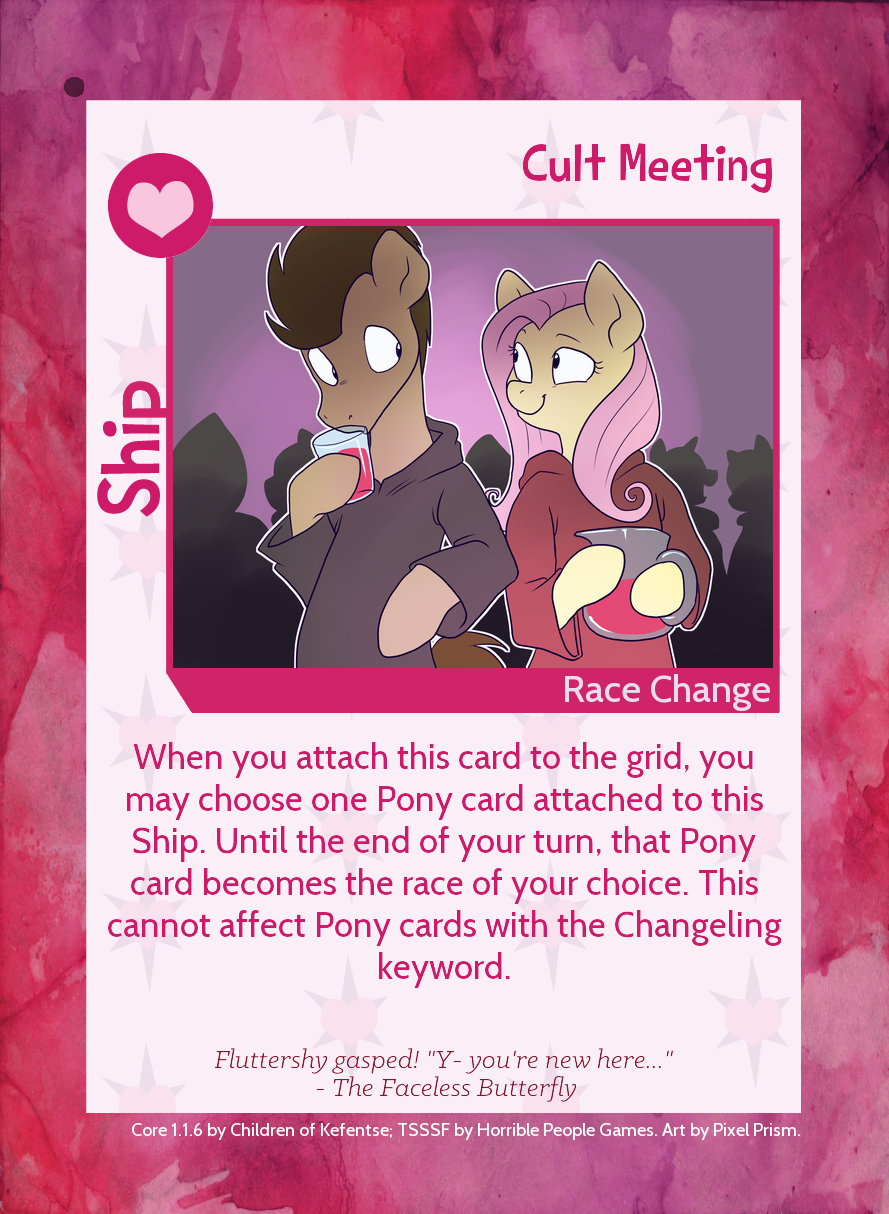 Cult Meeting
Ship
Race Change
When you attach this card to the grid, you
may choose one Pony card attached to this
Ship. Until the end of your turn, that Pony
card becomes the race of your choice. This
cannot affect Pony cards with the Changeling
keyword.
Fluttershy gasped! "Y- you're new here..."
- The Faceless Butterfly
Core 1.1.6 by Children of Kefentse; TSSSF by Horrible People Games. Art by Pixel Prism.